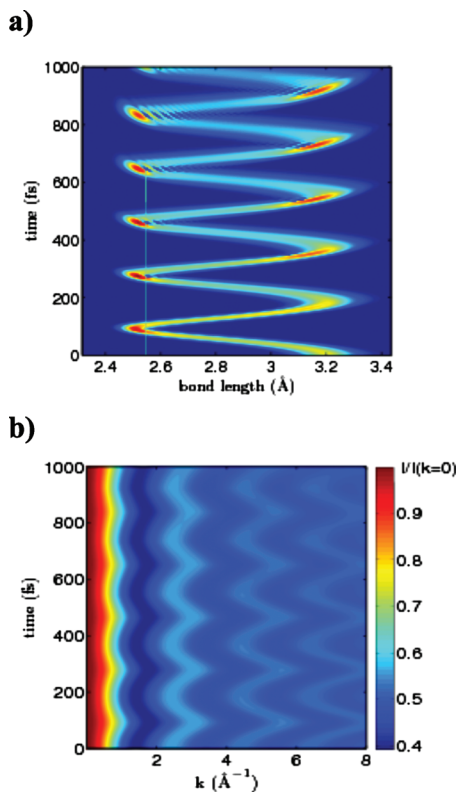 a)
1000
800
600
400
200
0
time (fs)
2.4 2.6 2.8 3 3.2 3.4
bond length (Å)
b)
I/I(k=0)
1000
800
600
400
200
0
time (fs)
0.9
0.8
0.7
0.6
0.5
0.4
2 4 6 8
k (Å⁻¹)